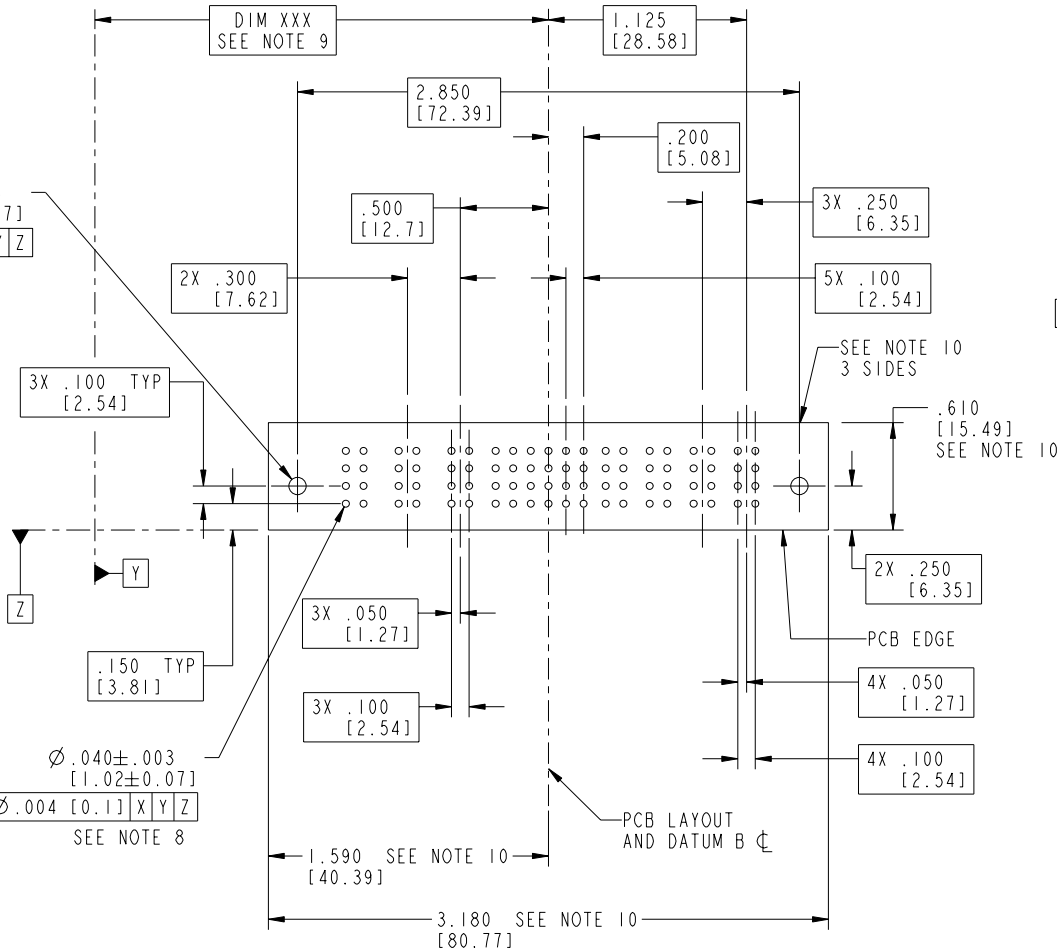 DIM XXX
SEE NOTE 9
1.125
[28.58]
2.850
[72.39]
.200
[5.08]
7]
Z
.500
[12.7]
3X .250
[6.35]
2X .300
[7.62]
5X .100
[2.54]
[
SEE NOTE 10
3 SIDES
3X .100 TYP
[2.54]
.610
[15.49]
SEE NOTE 10
Y
Z
2X .250
[6.35]
3X .050
[1.27]
PCB EDGE
.150 TYP
[3.81]
4X .050
[1.27]
3X .100
[2.54]
Ø.040±.003
[1.02±0.07]
4X .100
[2.54]
Ø.004 [0.1] X Y Z
SEE NOTE 8
PCB LAYOUT
AND DATUM B ℄
1.590 SEE NOTE 10
[40.39]
3.180 SEE NOTE 10
[80.77]